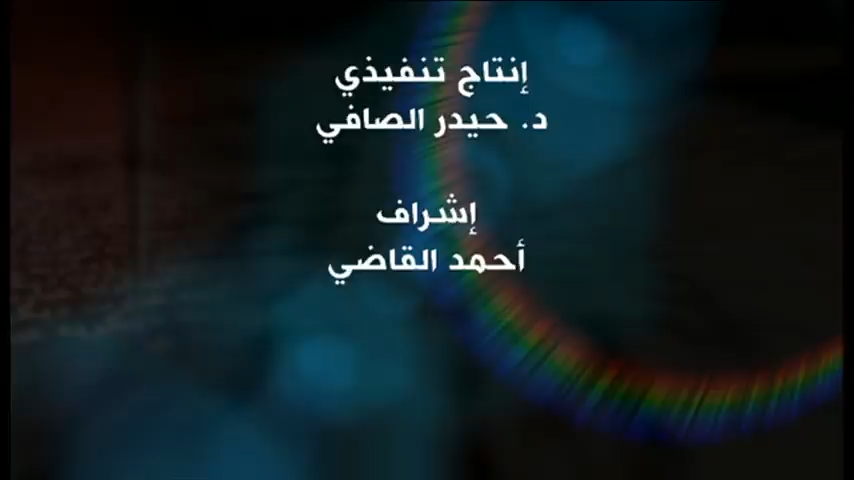 إنتاج تنفيذي
د. حيدر الصافي
إشراف
أحمد القاضي